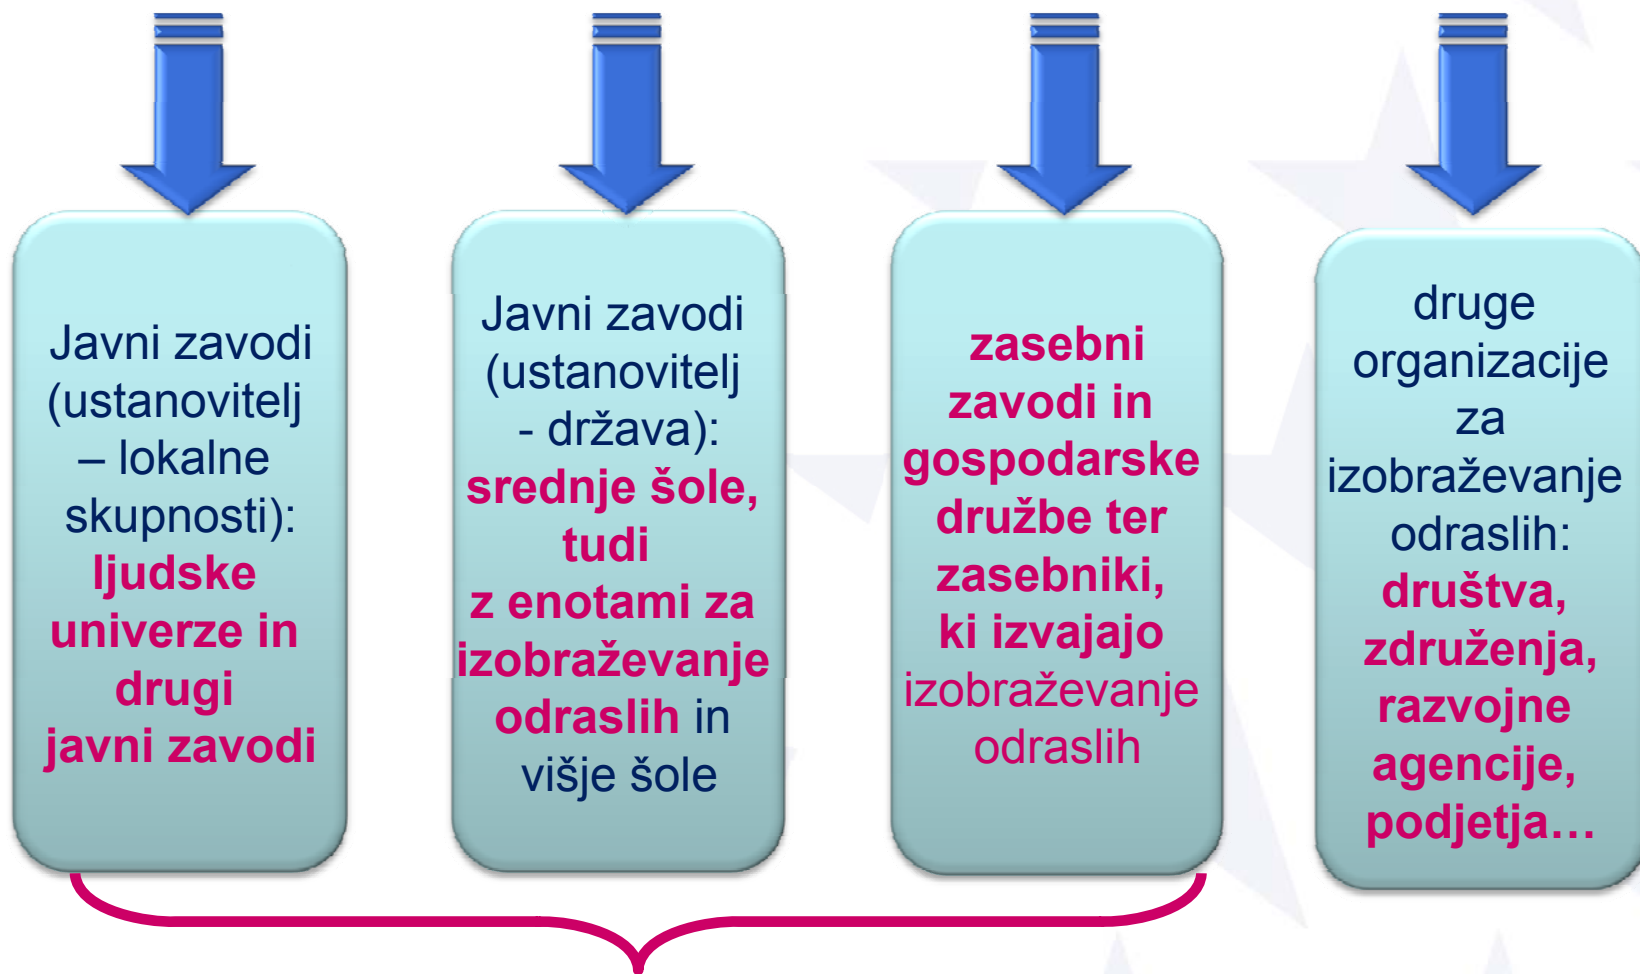 Javni zavodi
(ustanovitelj
– lokalne
skupnosti):
ljudske
univerze in
drugi
javni zavodi
Javni zavodi
(ustanovitelj
- država):
srednje šole,
tudi
z enotami za
izobraževanje
odraslih in
višje šole
zasebni
zavodi in
gospodarske
družbe ter
zasebniki,
ki izvajajo
izobraževanje
odraslih
druge
organizacije
za
izobraževanje
odraslih:
društva,
združenja,
razvojne
agencije,
podjetja…